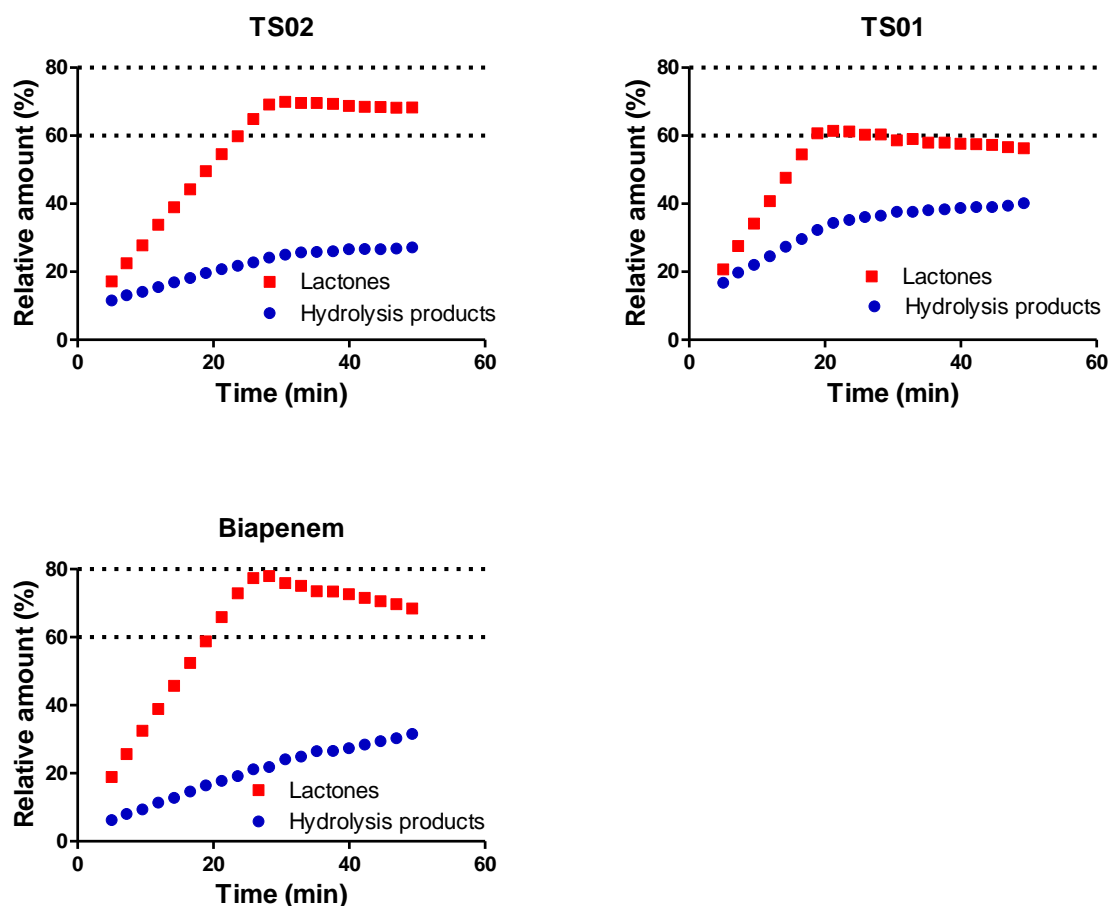 TS02
Relative amount (%)
80
60
40
20
0
Lactones
Hydrolysis products
0 20 40 60
Time (min)
TS01
Relative amount (%)
80
60
40
20
0
Lactones
Hydrolysis products
0 20 40 60
Time (min)
Biapenem
Relative amount (%)
80
60
40
20
0
Lactones
Hydrolysis products
0 20 40 60
Time (min)